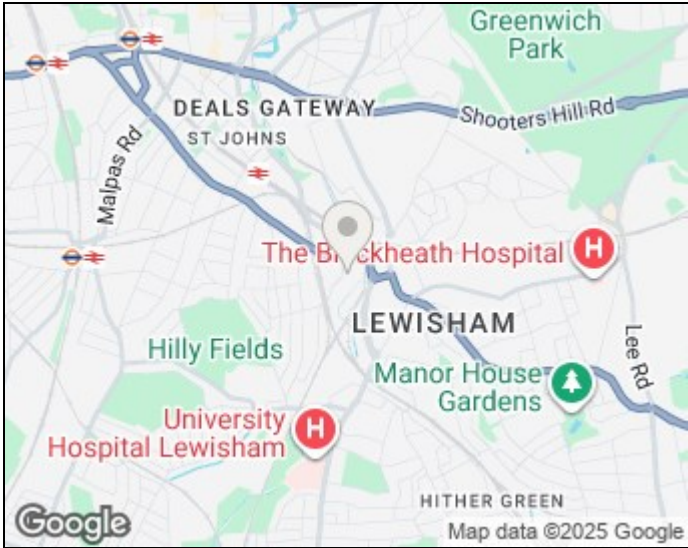 Greenwich
Park
DEALS GATEWAY
Shooters Hill Rd
ST JOHNS
Malpas Rd
The Blackheath Hospital
H
LEWISHAM
Hilly Fields
Lee Rd
Manor House
Gardens
University
Hospital Lewisham
H
HITHER GREEN
Google
Map data ©2025 Google